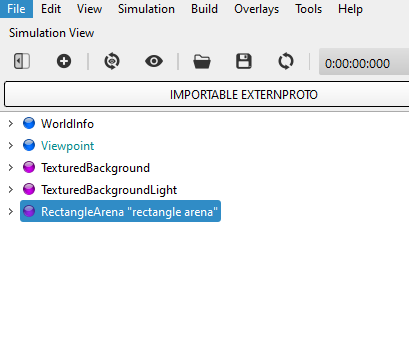 File Edit View Simulation Build Overlays Tools Help
Simulation View
0:00:00:000
IMPORTABLE EXTERNPROTO
WorldInfo
Viewpoint
TexturedBackground
TexturedBackgroundLight
RectangleArena "rectangle arena"